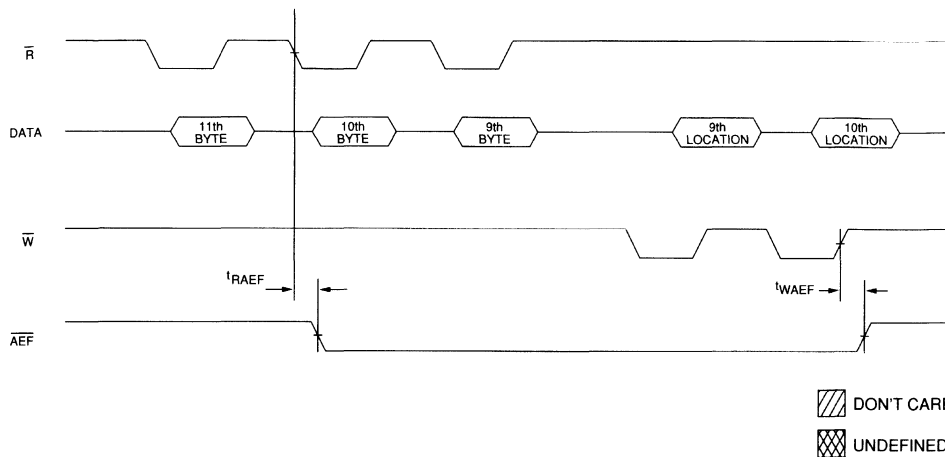 R
DATA
11th
BYTE
10th
BYTE
9th
BYTE
9th
LOCATION
10th
LOCATION
W
tRAEF
tWAEF
AEF
DON'T CARE
UNDEFINED